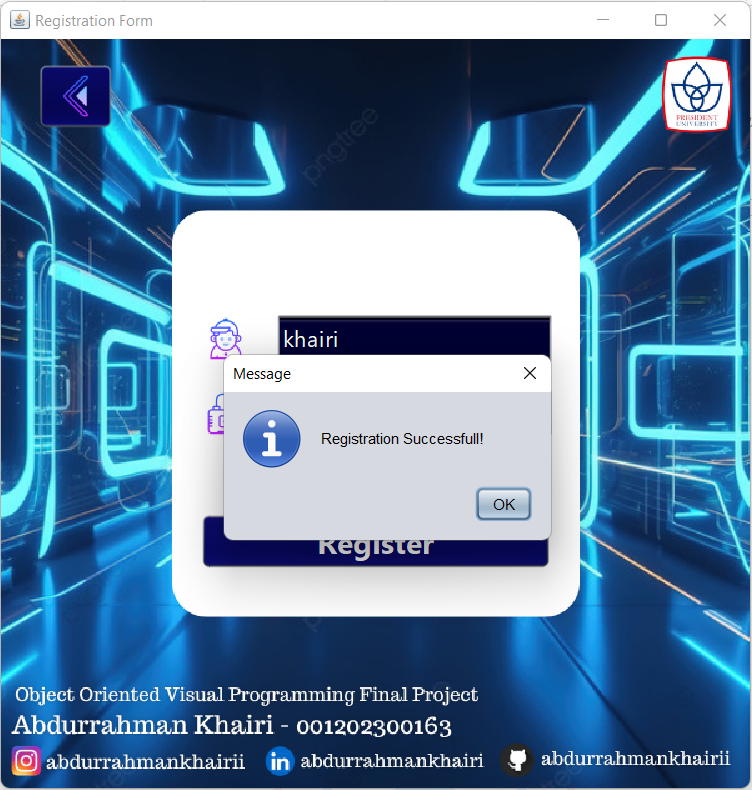 Registration Form
PRESIDENT
UNIVERSITY
pngtree
khairi
Message
Registration Successfull!
OK
Register
Object Oriented Visual Programming Final Project
Abdurrahman Khairi - 001202300163
abdurrahmankhairii
abdurrahmankhairi
abdurrahmankhairii